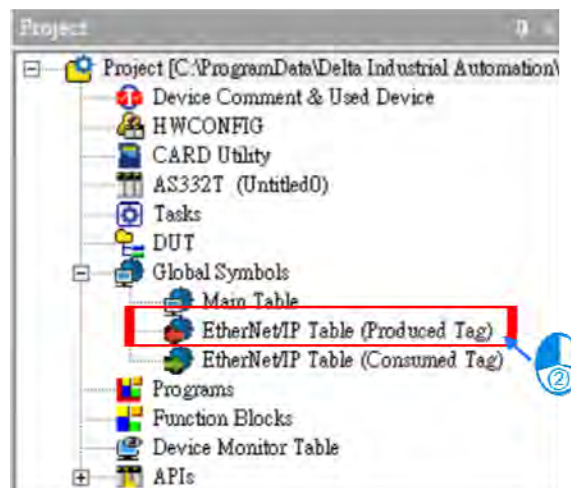 Project
Project [C:\ProgramData\Delta Industrial Automation\
Device Comment & Used Device
HWCONFIG
CARD Utility
AS332T (Untitled0)
Tasks
DUT
Global Symbols
Main Table
EtherNet/IP Table (Produced Tag)
EtherNet/IP Table (Consumed Tag)
②
Programs
Function Blocks
Device Monitor Table
APIs